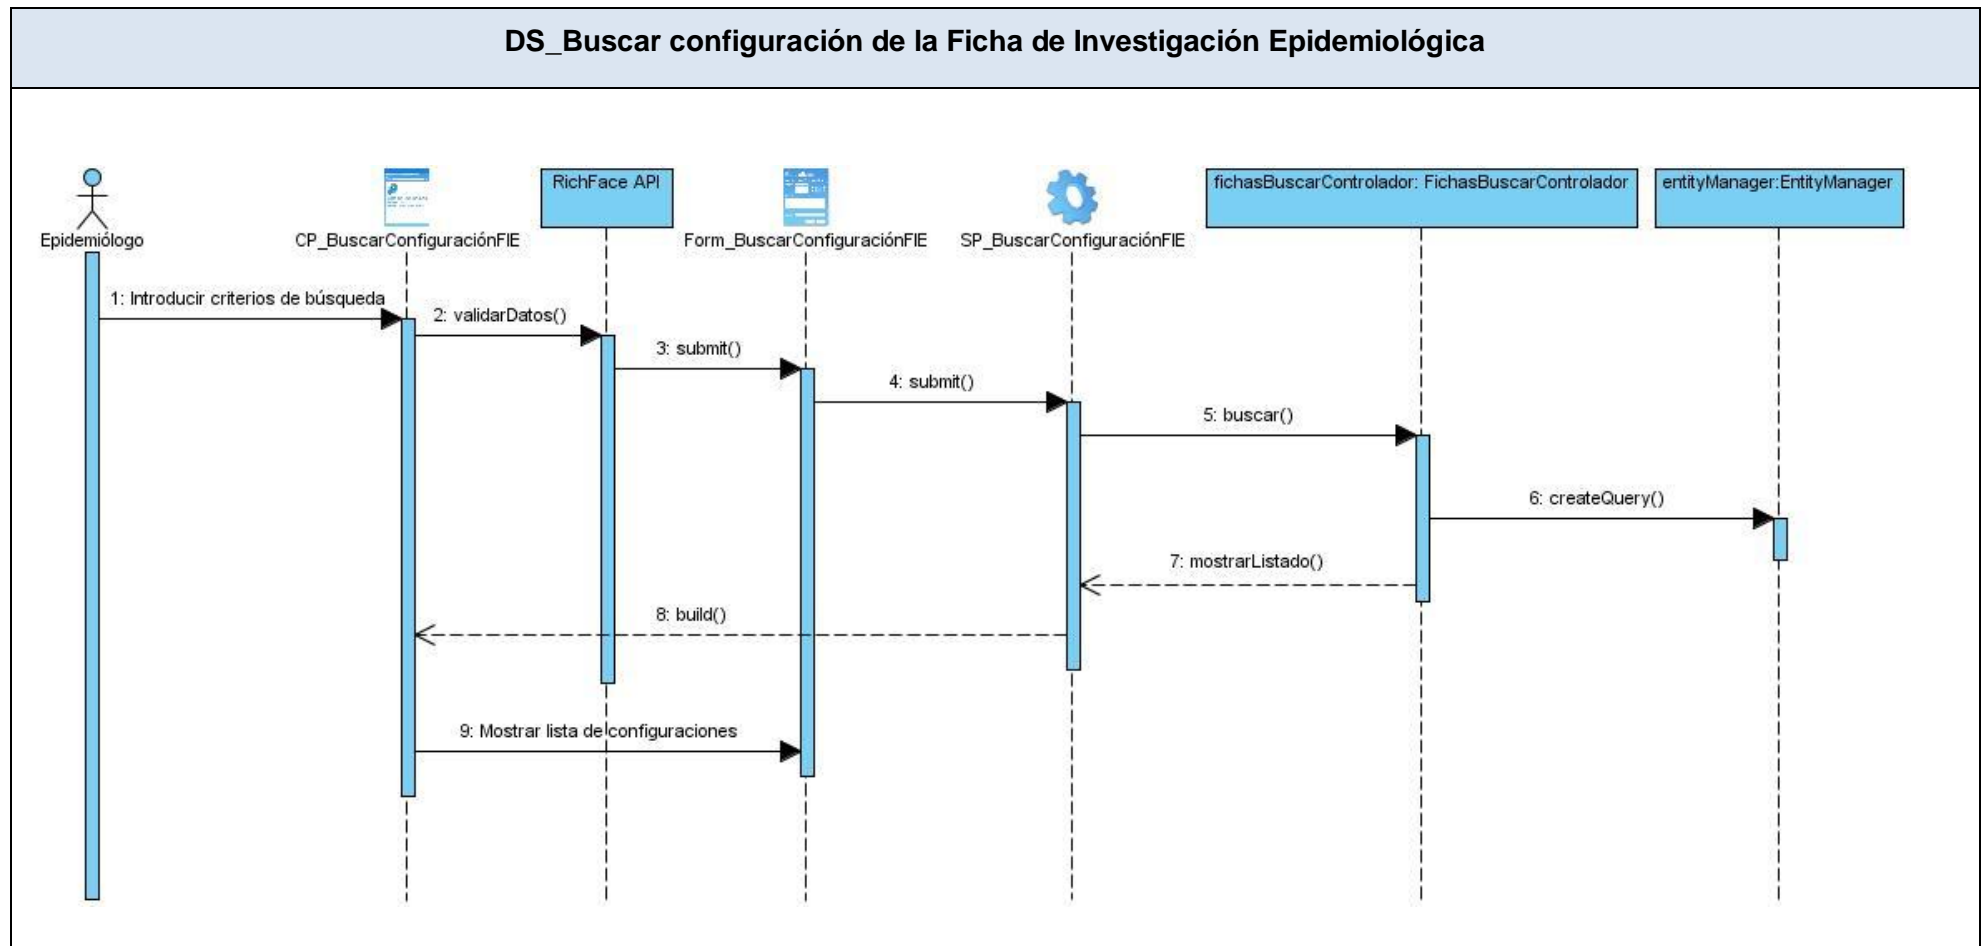 DS_Buscar configuración de la Ficha de Investigación Epidemiológica
Epidemiólogo
CP_BuscarConfiguraciónFIE
RichFace API
Form_BuscarConfiguraciónFIE
SP_BuscarConfiguraciónFIE
fichasBuscarControlador: FichasBuscarControlador
entityManager:EntityManager
1: Introducir criterios de búsqueda
2: validarDatos()
3: submit()
4: submit()
5: buscar()
6: createQuery()
7: mostrarListado()
8: build()
9: Mostrar lista de configuraciones